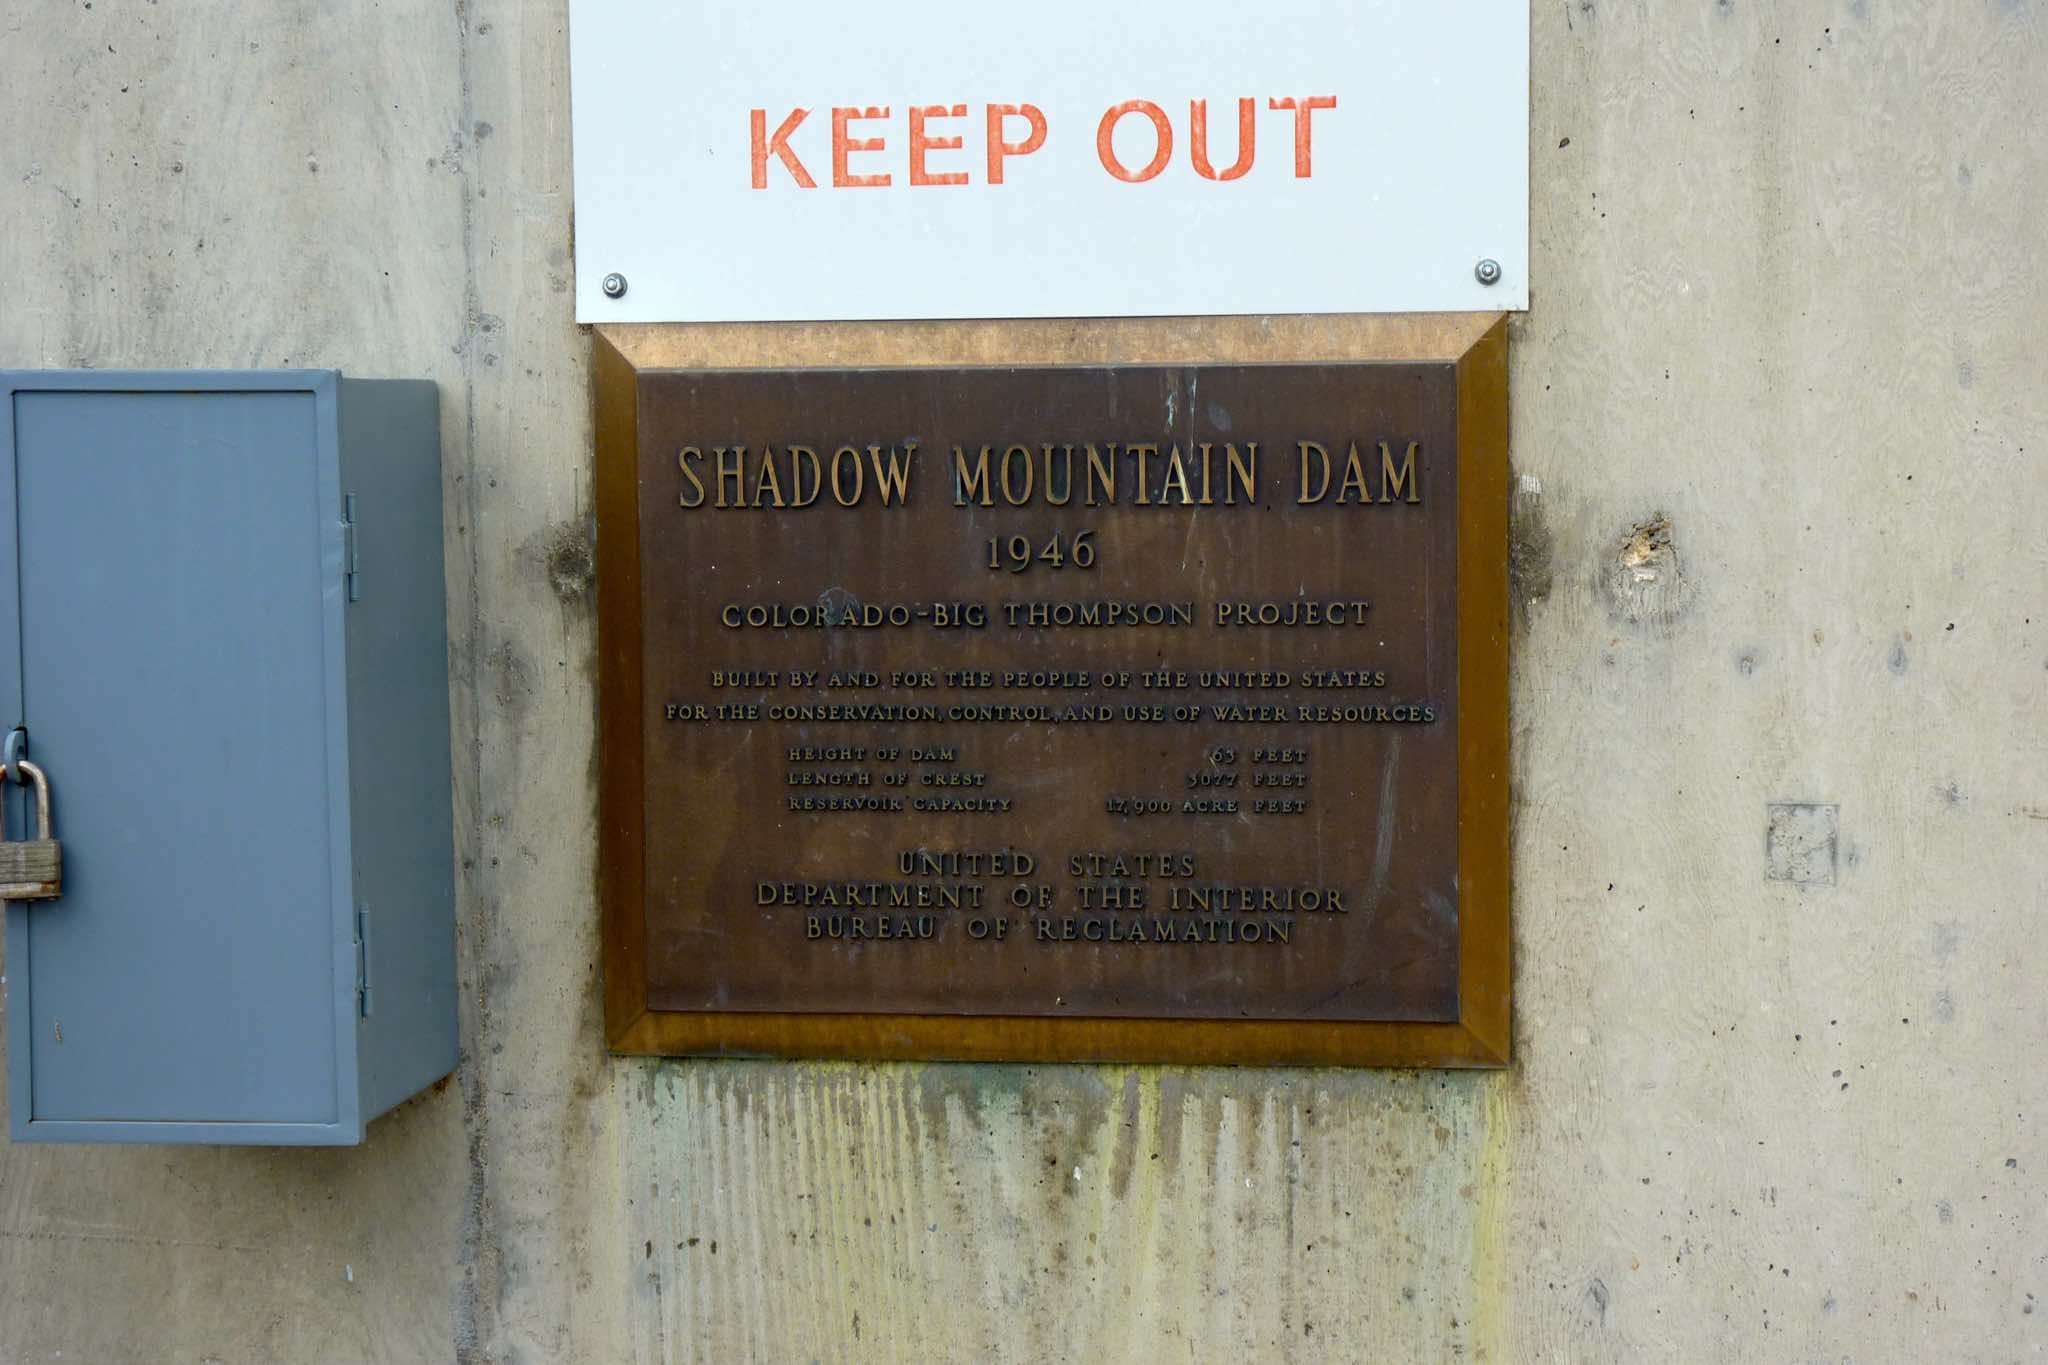 KEEP OUT
SHADOW MOUNTAIN DAM
1946
COLORADO-BIG THOMPSON PROJECT
BUILT BY AND FOR THE PEOPLE OF THE UNITED STATES
FOR THE CONSERVATION, CONTROL, AND USE OF WATER RESOURCES
HEIGHT OF DAM 63 FEET
LENGTH OF CREST 3077 FEET
RESERVOIR CAPACITY 17,900 ACRE FEET
UNITED STATES
DEPARTMENT OF THE INTERIOR
BUREAU OF RECLAMATION